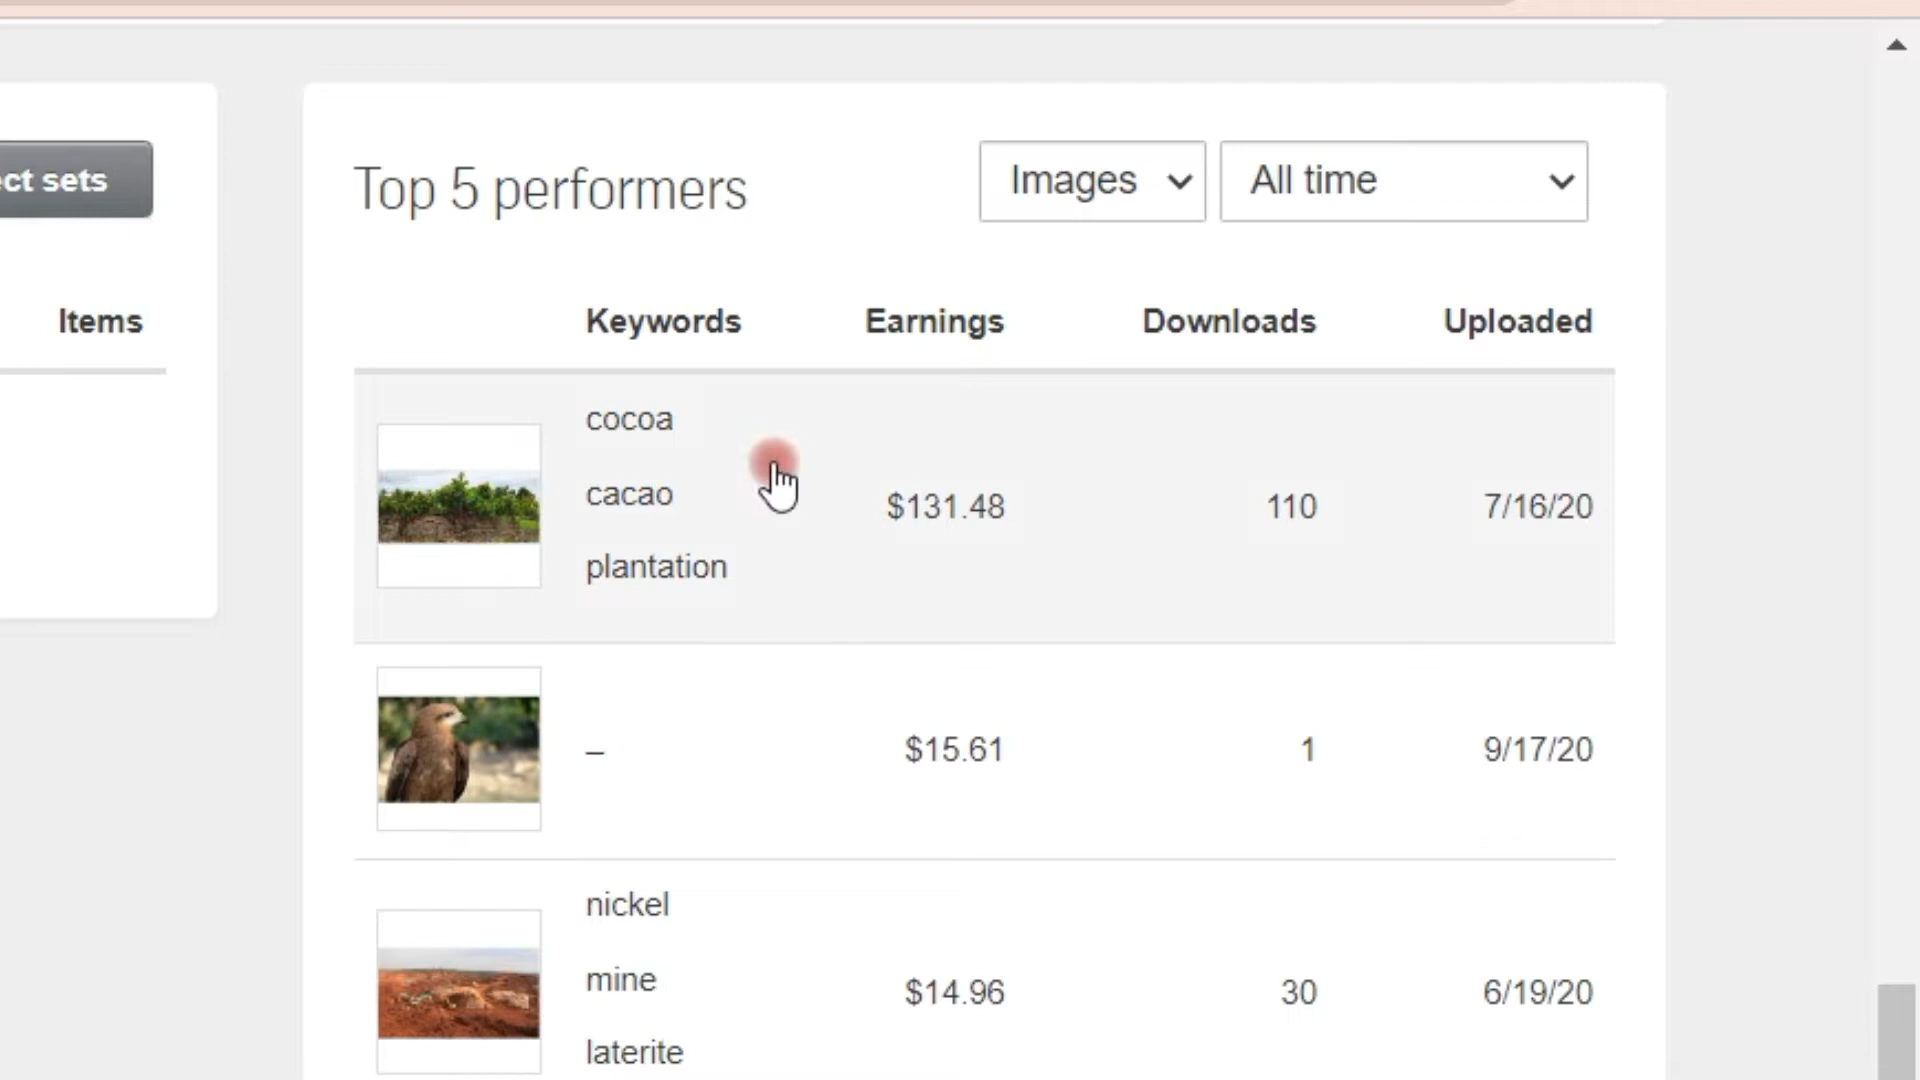 ect sets
Items
Top 5 performers
Images
All time
Keywords Earnings Downloads Uploaded
cocoa
cacao
plantation
$131.48 110 7/16/20
– $15.61 1 9/17/20
nickel
mine
laterite
$14.96 30 6/19/20